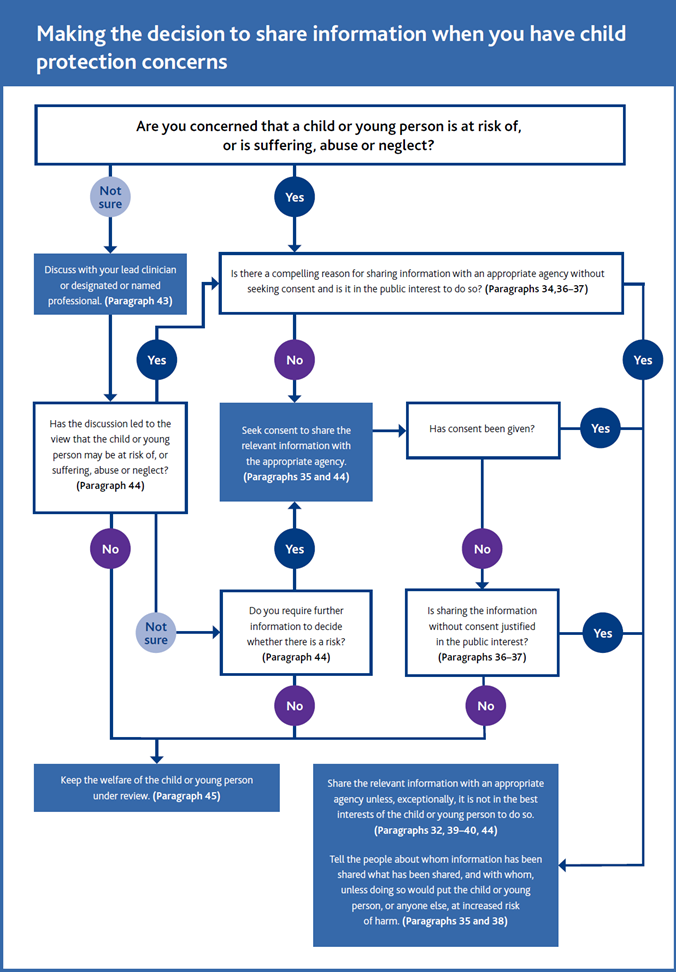 Making the decision to share information when you have child
protection concerns
Are you concerned that a child or young person is at risk of,
or is suffering, abuse or neglect?
Not
sure
Yes
Discuss with your lead clinician
or designated or named
professional. (Paragraph 43)
Is there a compelling reason for sharing information with an appropriate agency without
seeking consent and is it in the public interest to do so? (Paragraphs 34,36–37)
Yes
No
Yes
Has the discussion led to the
view that the child or young
person may be at risk of, or
suffering, abuse or neglect?
(Paragraph 44)
Seek consent to share the
relevant information with
the appropriate agency.
(Paragraphs 35 and 44)
Has consent been given?
Yes
No
Yes
No
Not
sure
Do you require further
information to decide
whether there is a risk?
(Paragraph 44)
Is sharing the information
without consent justified
in the public interest?
(Paragraphs 36–37)
Yes
No
No
Keep the welfare of the child or young person
under review. (Paragraph 45)
Share the relevant information with an appropriate
agency unless, exceptionally, it is not in the best
interests of the child or young person to do so.
(Paragraphs 32, 39–40, 44)
Tell the people about whom information has been
shared what has been shared, and with whom,
unless doing so would put the child or young
person, or anyone else, at increased risk
of harm. (Paragraphs 35 and 38)